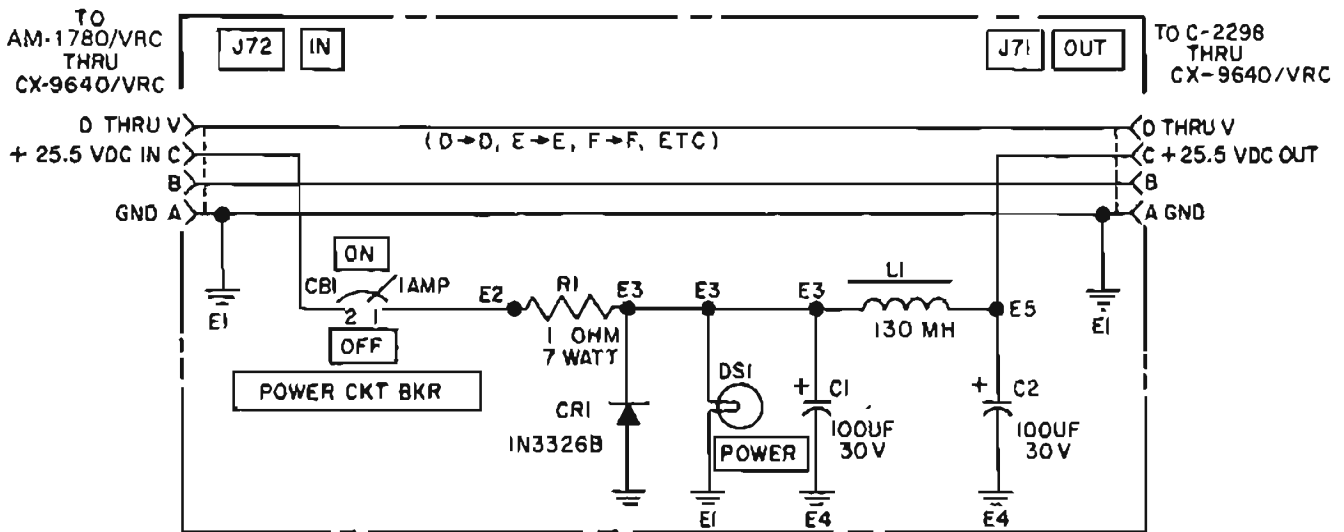 TO
AM-1780/VRC
THRU
CX-9640/VRC
J72
IN
J71
OUT
TO C-2298
THRU
CX-9640/VRC
D THRU V
(D→D, E→E, F→F, ETC)
D THRU V
+ 25.5 VDC IN C
C +25.5 VDC OUT
B
B
GND A
A GND
ON
CB1
1AMP
2 1
OFF
POWER CKT BKR
E1
E2
R1
1 OHM
7 WATT
E3
E3
E3
L1
130 MH
E5
E1
CR1
1N3326B
DS1
POWER
E1
+ C1
100UF
30V
E4
+ C2
100UF
30V
E4